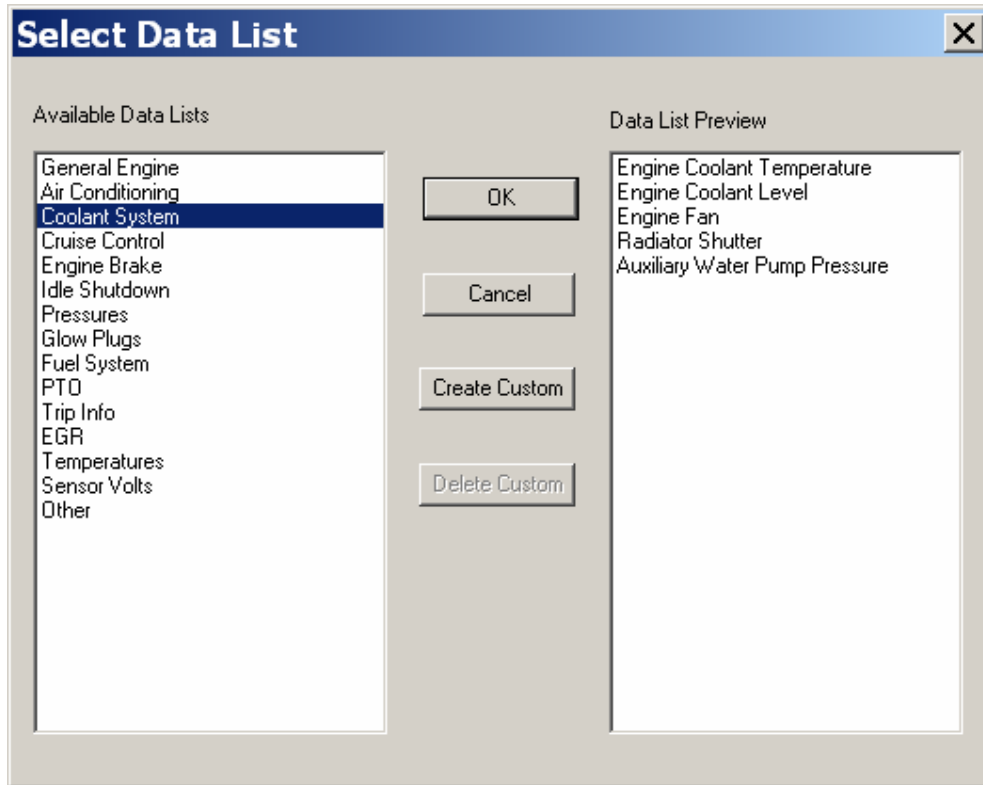 Select Data List
Available Data Lists
General Engine
Air Conditioning
Coolant System
Cruise Control
Engine Brake
Idle Shutdown
Pressures
Glow Plugs
Fuel System
PTO
Trip Info
EGR
Temperatures
Sensor Volts
Other
OK
Cancel
Create Custom
Delete Custom
Data List Preview
Engine Coolant Temperature
Engine Coolant Level
Engine Fan
Radiator Shutter
Auxiliary Water Pump Pressure